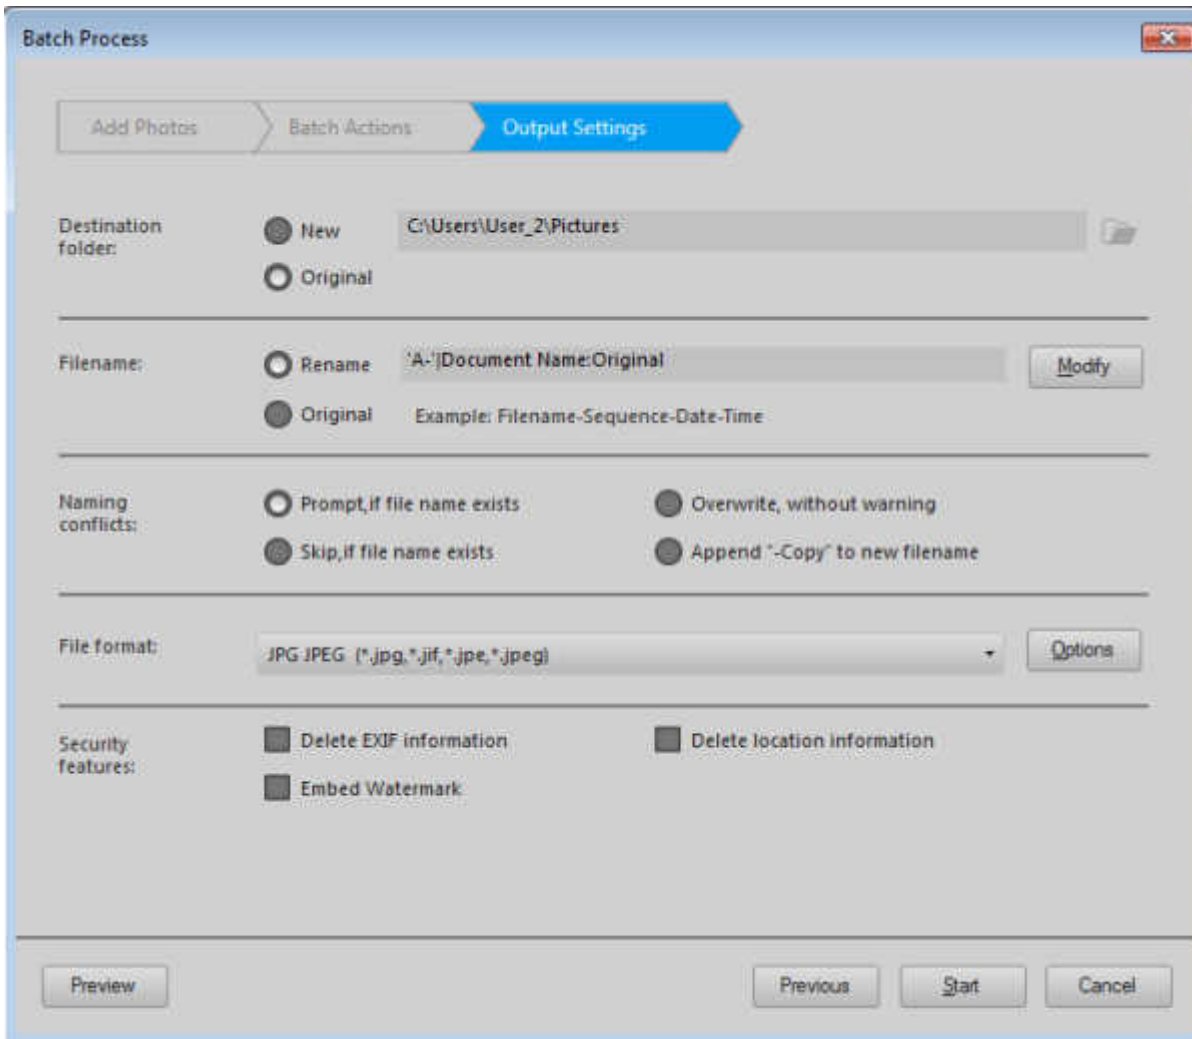 Batch Process
Add Photos Batch Actions Output Settings
Destination folder:
New C:\Users\User_2\Pictures
Original
Filename:
Rename 'A-'|Document Name:Original Modify
Original Example: Filename-Sequence-Date-Time
Naming conflicts:
Prompt,if file name exists Overwrite, without warning
Skip,if file name exists Append "-Copy" to new filename
File format: JPG JPEG (*.jpg,*.jif,*.jpe,*.jpeg) Options
Security features:
Delete EXIF information Delete location information
Embed Watermark
Preview Previous Start Cancel